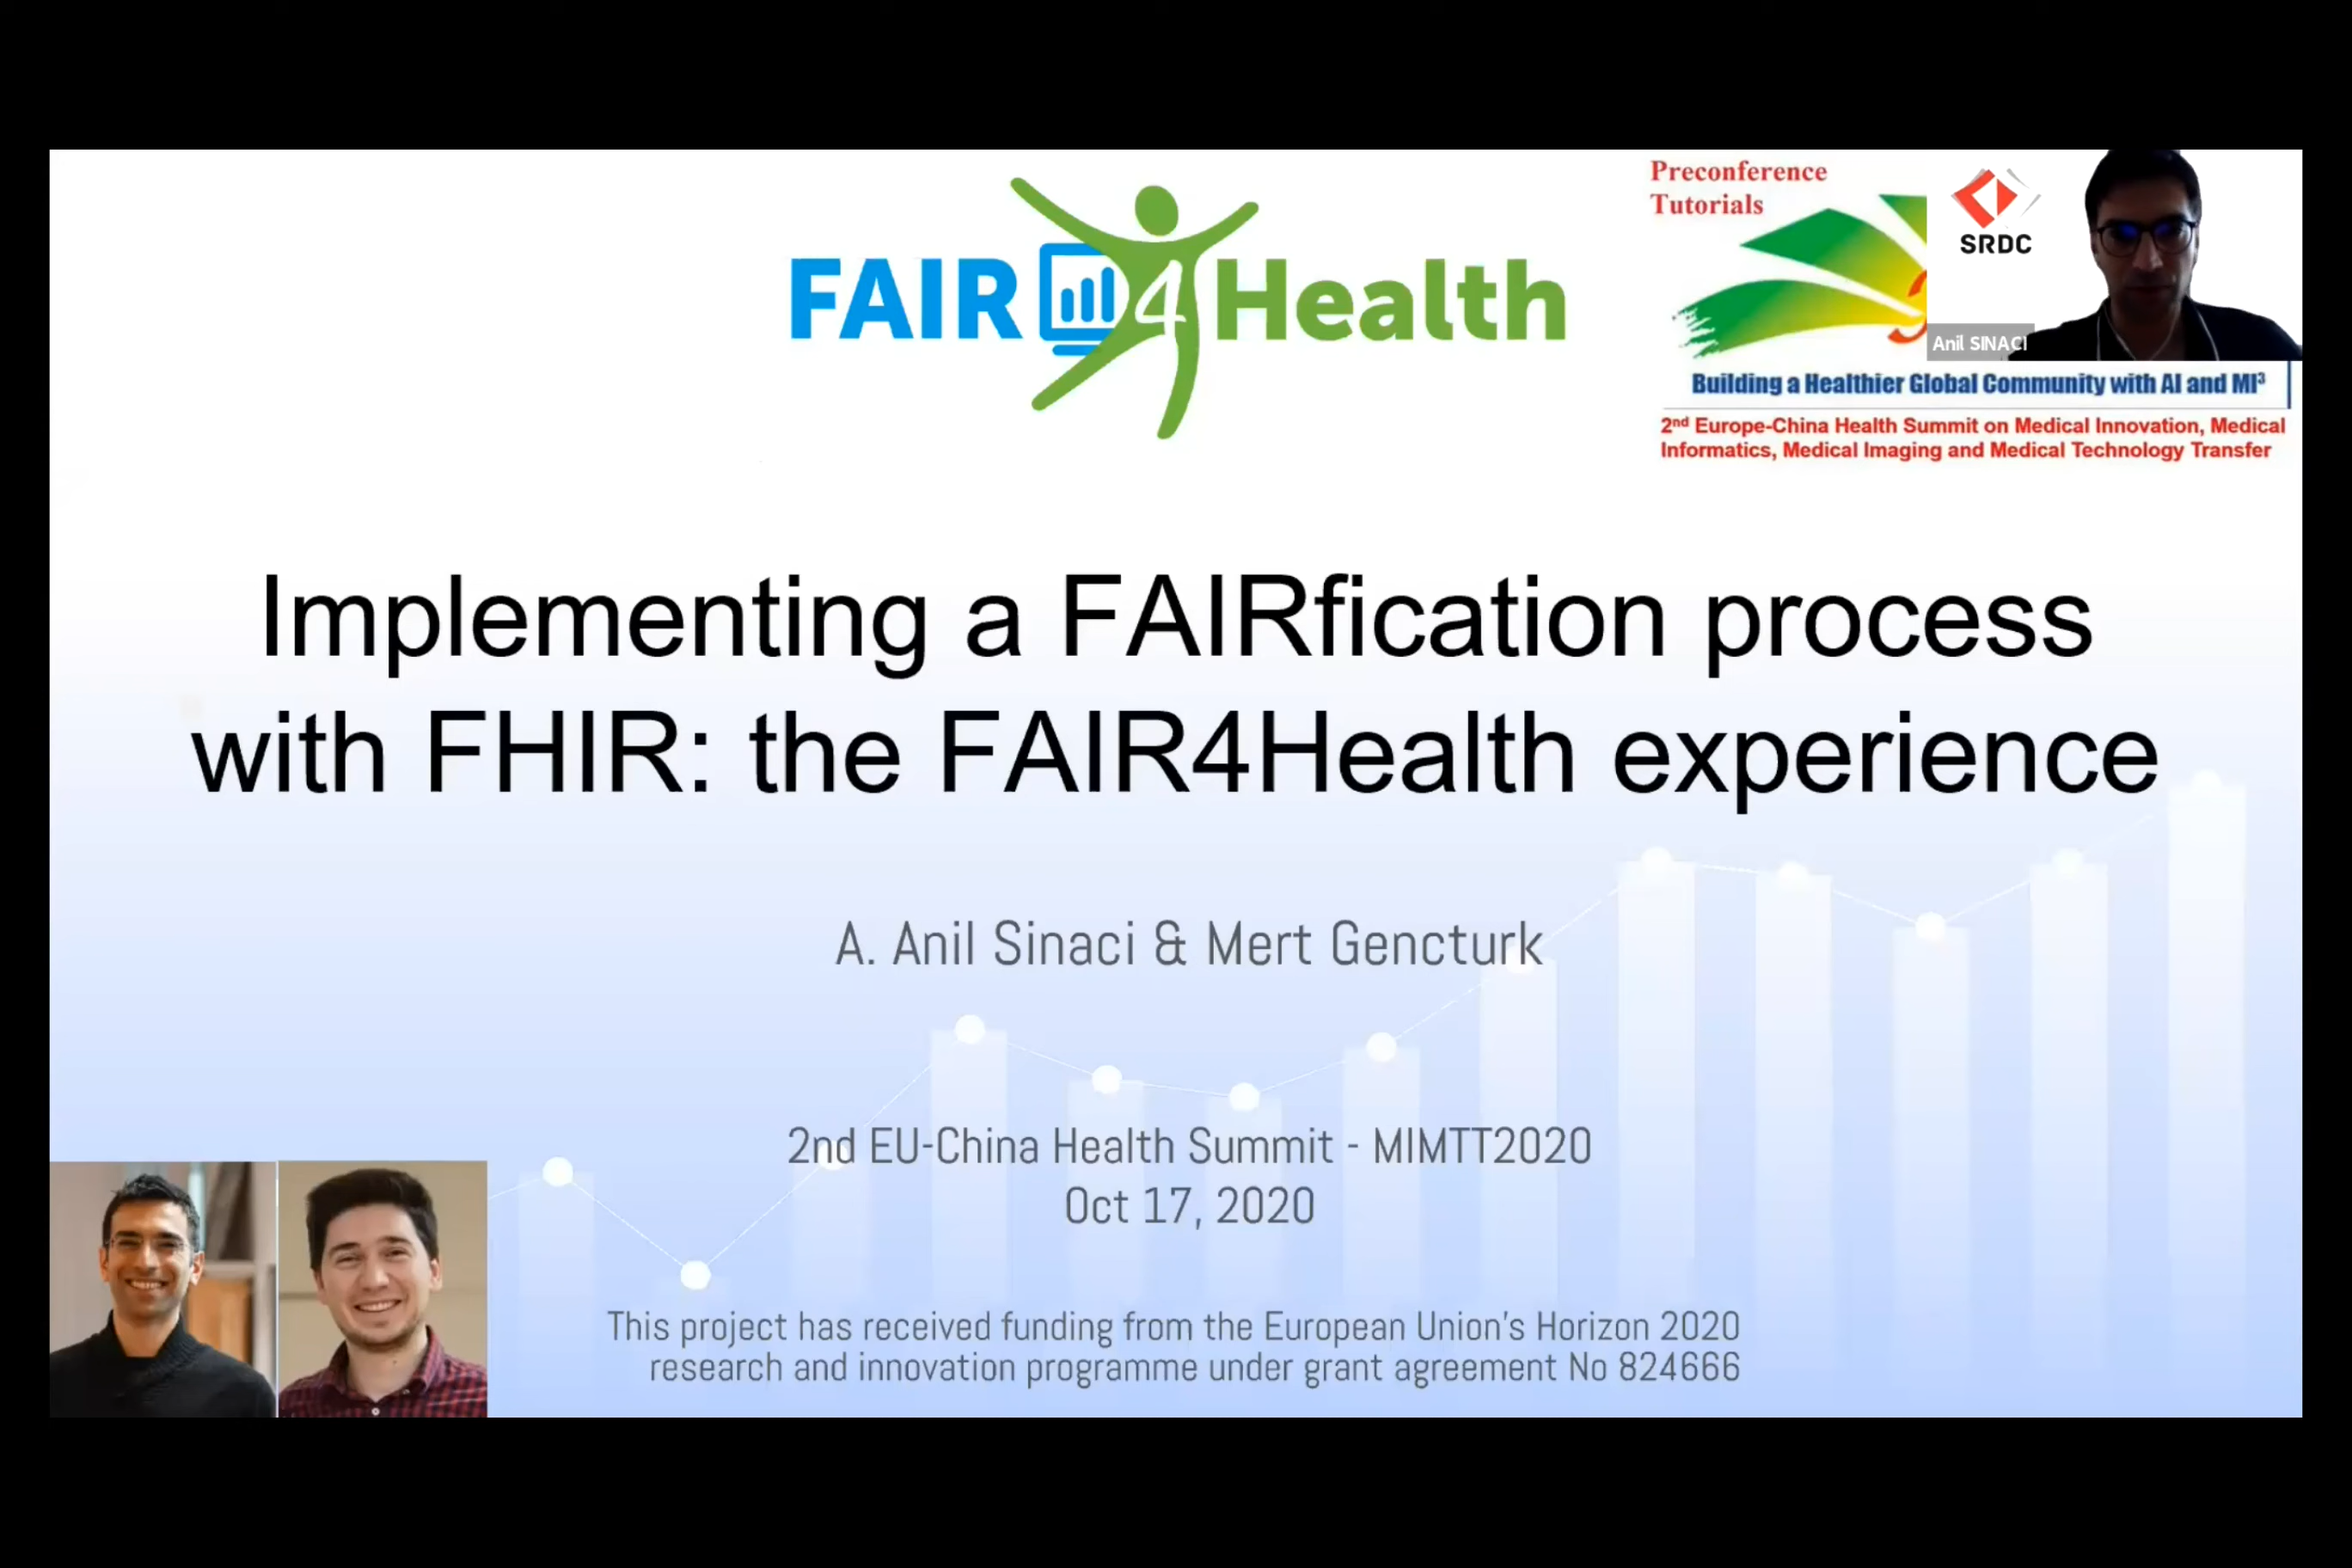 FAIR4Health
Preconference
Tutorials
SRDC
Anil SINACI
Building a Healthier Global Community with AI and MI³
2nd Europe-China Health Summit on Medical Innovation, Medical
Informatics, Medical Imaging and Medical Technology Transfer
Implementing a FAIRfication process
with FHIR: the FAIR4Health experience
A. Anil Sinaci & Mert Gencturk
2nd EU-China Health Summit - MIMTT2020
Oct 17, 2020
This project has received funding from the European Union's Horizon 2020
research and innovation programme under grant agreement No 824666